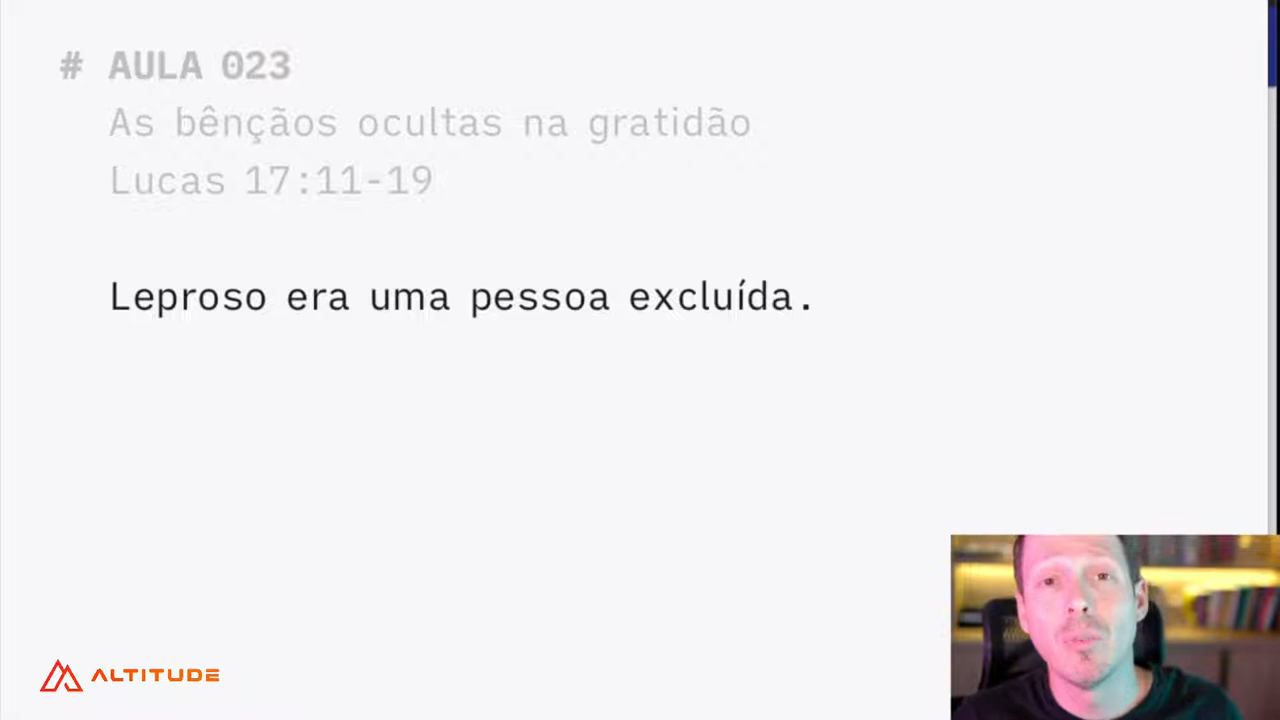 # AULA 023
As bênçãos ocultas na gratidão
Lucas 17:11-19
Leproso era uma pessoa excluída.
ALTITUDE